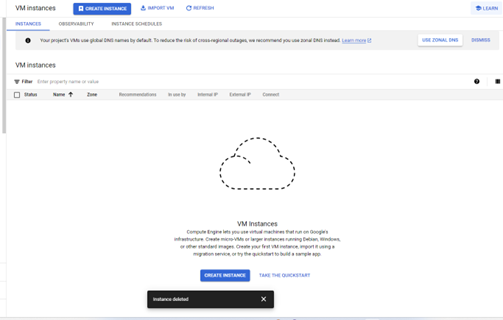 VM instances
CREATE INSTANCE
IMPORT VM
REFRESH
LEARN
INSTANCES
OBSERVABILITY
INSTANCE SCHEDULES
Your project's VMs use global DNS names by default. To reduce the risk of cross-regional outages, we recommend you use zonal DNS instead. Learn more
USE ZONAL DNS
DISMISS
VM instances
Filter Enter property name or value
Status Name Zone Recommendations In use by Internal IP External IP Connect
VM Instances
Compute Engine lets you use virtual machines that run on Google's
infrastructure. Create micro-VMs or larger instances running Debian, Windows,
or other standard images. Create your first VM instance, import it using a
migration service, or try the quickstart to build a sample app.
CREATE INSTANCE
TAKE THE QUICKSTART
Instance deleted